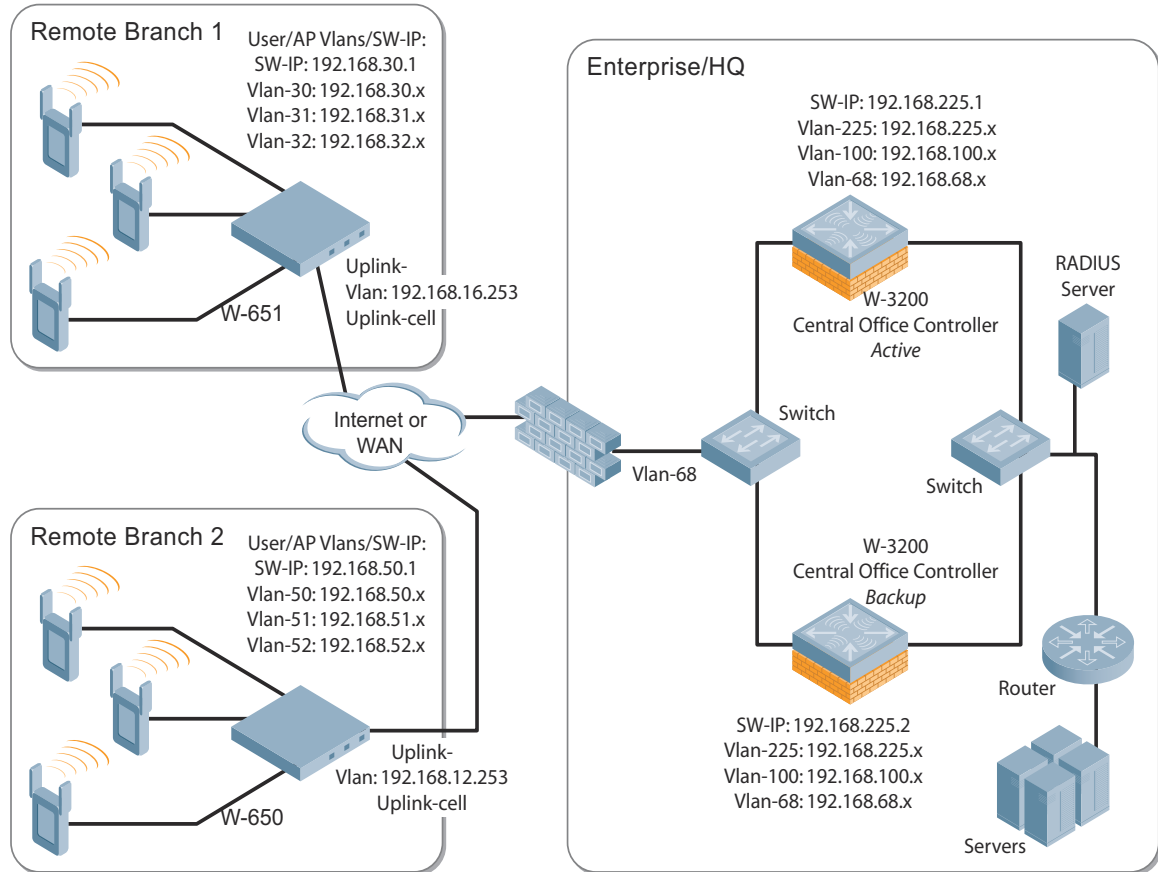 Remote Branch 1
User/AP Vlans/SW-IP:
SW-IP: 192.168.30.1
Vlan-30: 192.168.30.x
Vlan-31: 192.168.31.x
Vlan-32: 192.168.32.x
W-651
Uplink-
Vlan: 192.168.16.253
Uplink-cell
Internet or
WAN
Remote Branch 2
User/AP Vlans/SW-IP:
SW-IP: 192.168.50.1
Vlan-50: 192.168.50.x
Vlan-51: 192.168.51.x
Vlan-52: 192.168.52.x
W-650
Uplink-
Vlan: 192.168.12.253
Uplink-cell
Enterprise/HQ
SW-IP: 192.168.225.1
Vlan-225: 192.168.225.x
Vlan-100: 192.168.100.x
Vlan-68: 192.168.68.x
W-3200
Central Office Controller
Active
RADIUS
Server
Switch
Vlan-68
Switch
W-3200
Central Office Controller
Backup
SW-IP: 192.168.225.2
Vlan-225: 192.168.225.x
Vlan-100: 192.168.100.x
Vlan-68: 192.168.68.x
Router
Servers